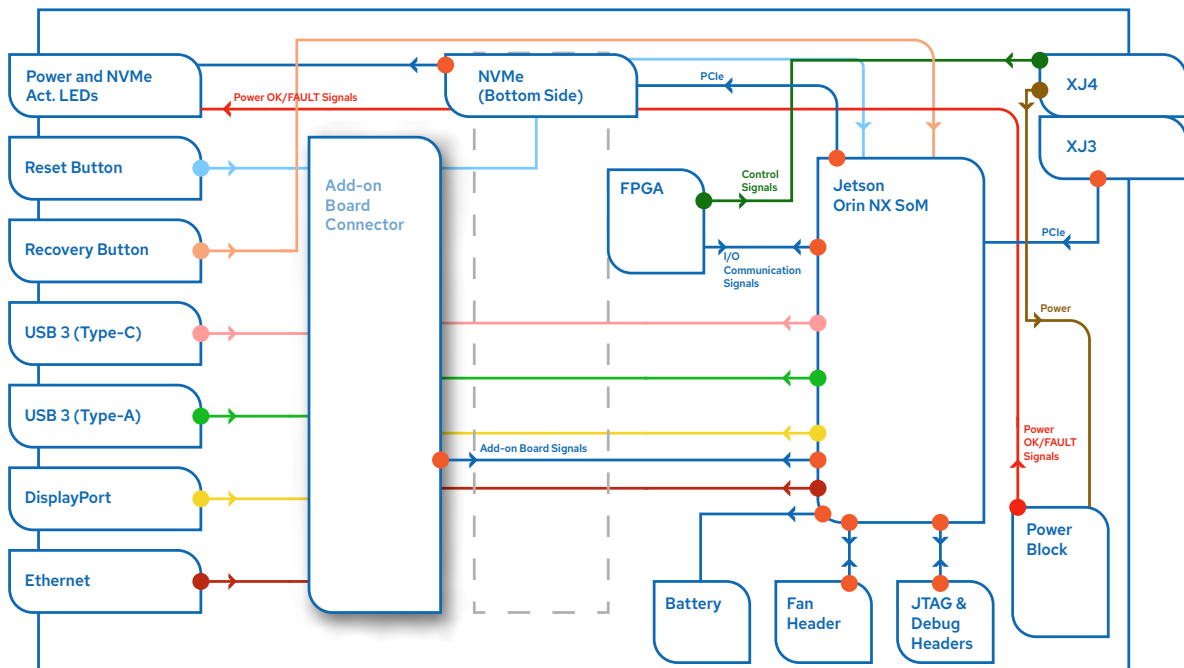 Power and NVMe
Act. LEDs
NVMe
(Bottom Side)
PCIe
XJ4
Power OK/FAULT Signals
XJ3
Reset Button
Add-on
Board
Connector
FPGA
Control
Signals
Jetson
Orin NX SoM
Recovery Button
PCIe
I/O
Communication
Signals
Power
USB 3 (Type-C)
USB 3 (Type-A)
Add-on Board Signals
Power
OK/FAULT
Signals
DisplayPort
Power
Block
Ethernet
Battery
Fan
Header
JTAG &
Debug
Headers